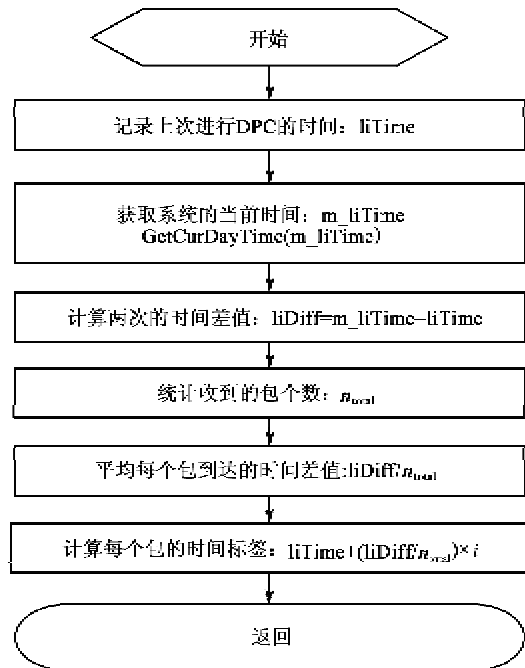 开始
记录上次进行DPC的时间：liTime
获取系统的当前时间：m_liTime
GetCurDayTime(m_liTime)
计算两次的时间差值：liDiff=m_liTime-liTime
统计收到的包个数：n_total
平均每个包到达的时间差值:liDiff/n_total
计算每个包的时间标签：liTime+(liDiff/n_total)×i
返回